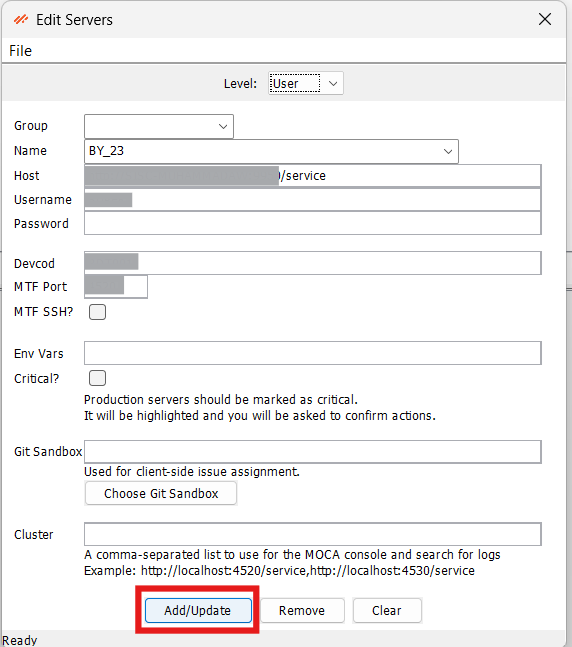 Edit Servers
File
Level: User
Group
Name BY_23
Host /service
Username
Password
Devcod
MTF Port
MTF SSH?
Env Vars
Critical?
Production servers should be marked as critical.
It will be highlighted and you will be asked to confirm actions.
Git Sandbox
Used for client-side issue assignment.
Choose Git Sandbox
Cluster
A comma-separated list to use for the MOCA console and search for logs
Example: http://localhost:4520/service,http://localhost:4530/service
Add/Update Remove Clear
Ready